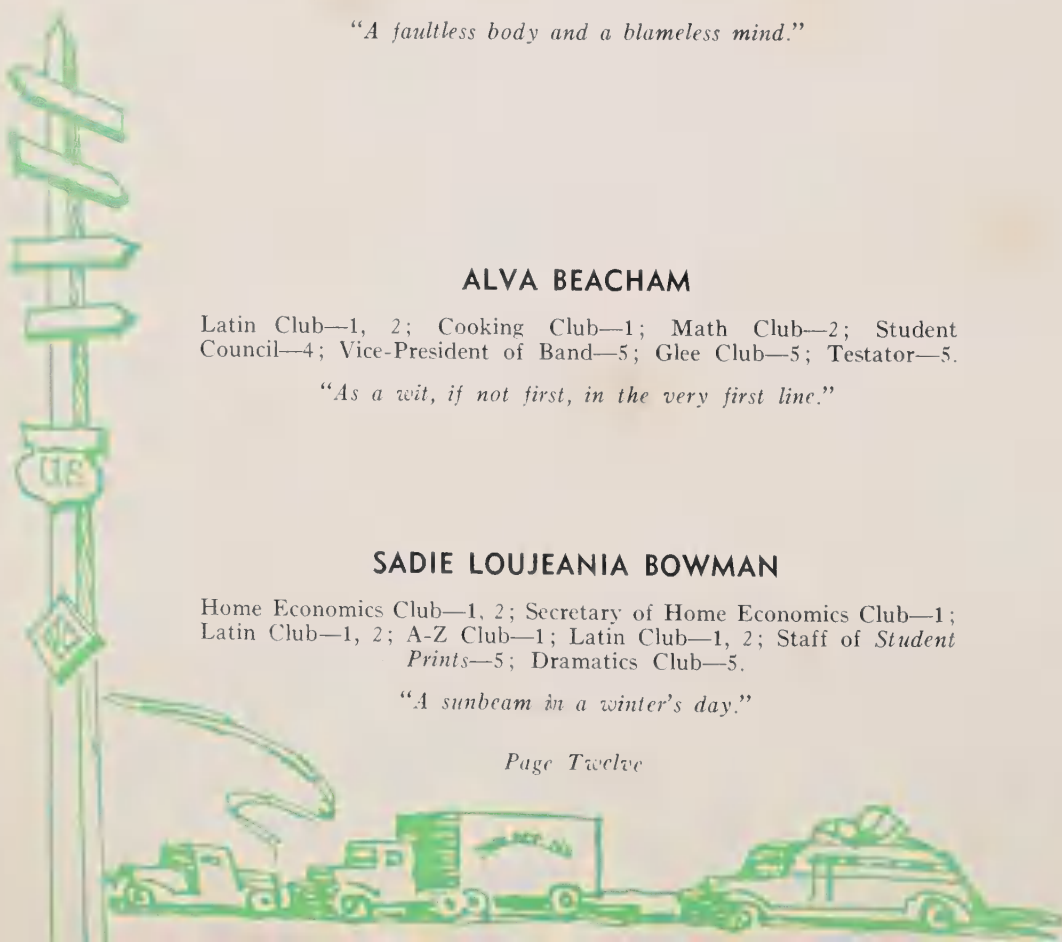 "A faultless body and a blameless mind."
ALVA BEACHAM
Latin Club—1, 2; Cooking Club—1; Math Club—2; Student
Council—4; Vice-President of Band—5; Glee Club—5; Testator—5.
"As a wit, if not first, in the very first line."
US
SADIE LOUJEANIA BOWMAN
Home Economics Club—1, 2; Secretary of Home Economics Club—1;
Latin Club—1, 2; A-Z Club—1; Latin Club—1, 2; Staff of Student
Prints—5; Dramatics Club—5.
"A sunbeam in a winter's day."
Page Twelve